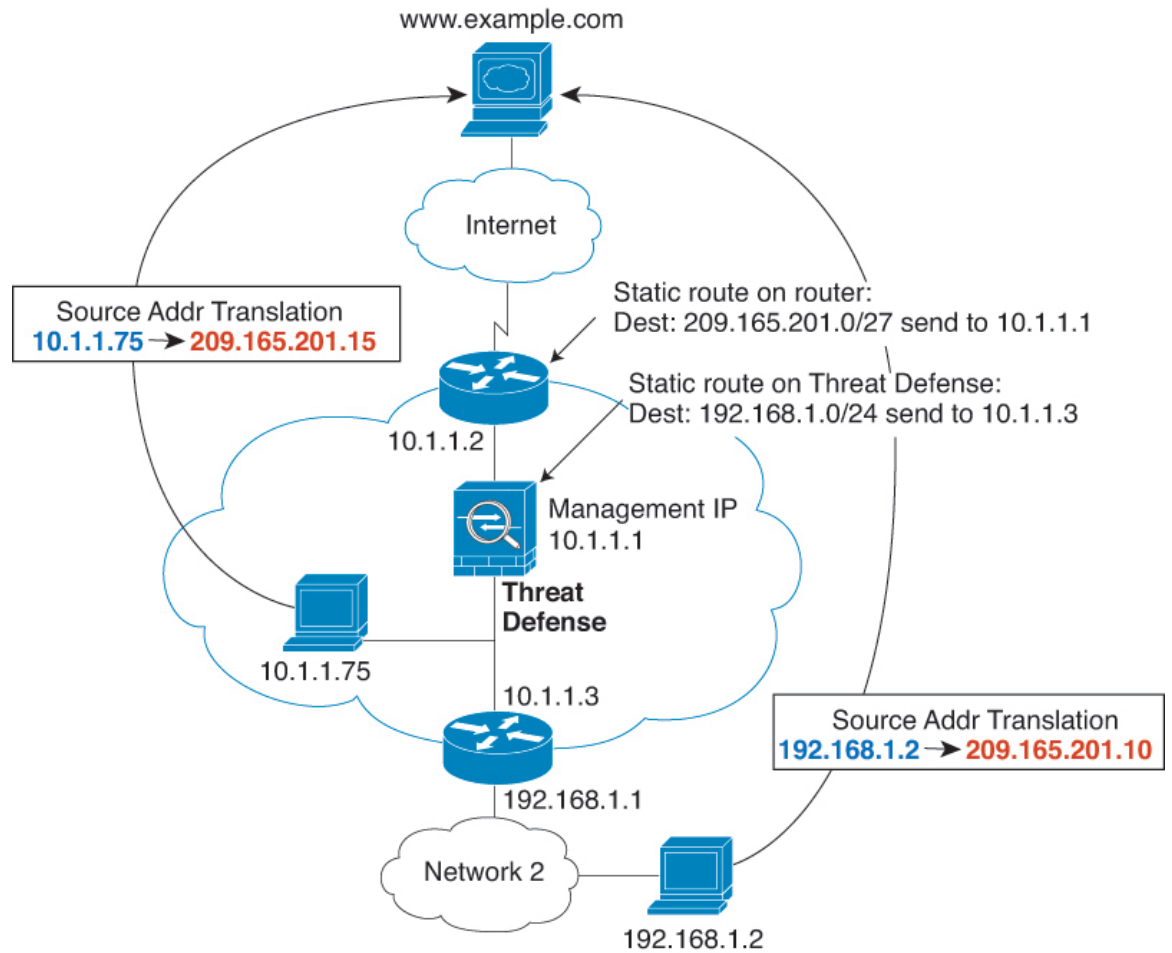 www.example.com
Internet
Source Addr Translation
10.1.1.75 → 209.165.201.15
Static route on router:
Dest: 209.165.201.0/27 send to 10.1.1.1
Static route on Threat Defense:
Dest: 192.168.1.0/24 send to 10.1.1.3
10.1.1.2
Management IP
10.1.1.1
Threat
Defense
10.1.1.75
10.1.1.3
Source Addr Translation
192.168.1.2 → 209.165.201.10
192.168.1.1
Network 2
192.168.1.2